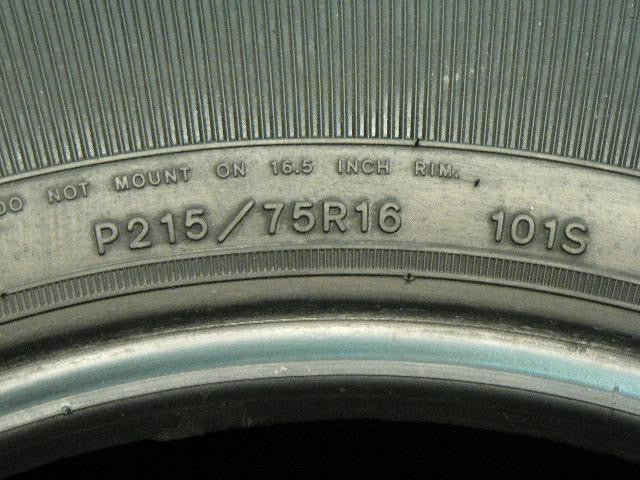 DO NOT MOUNT ON 16.5 INCH RIM.
P215/75R16 101S